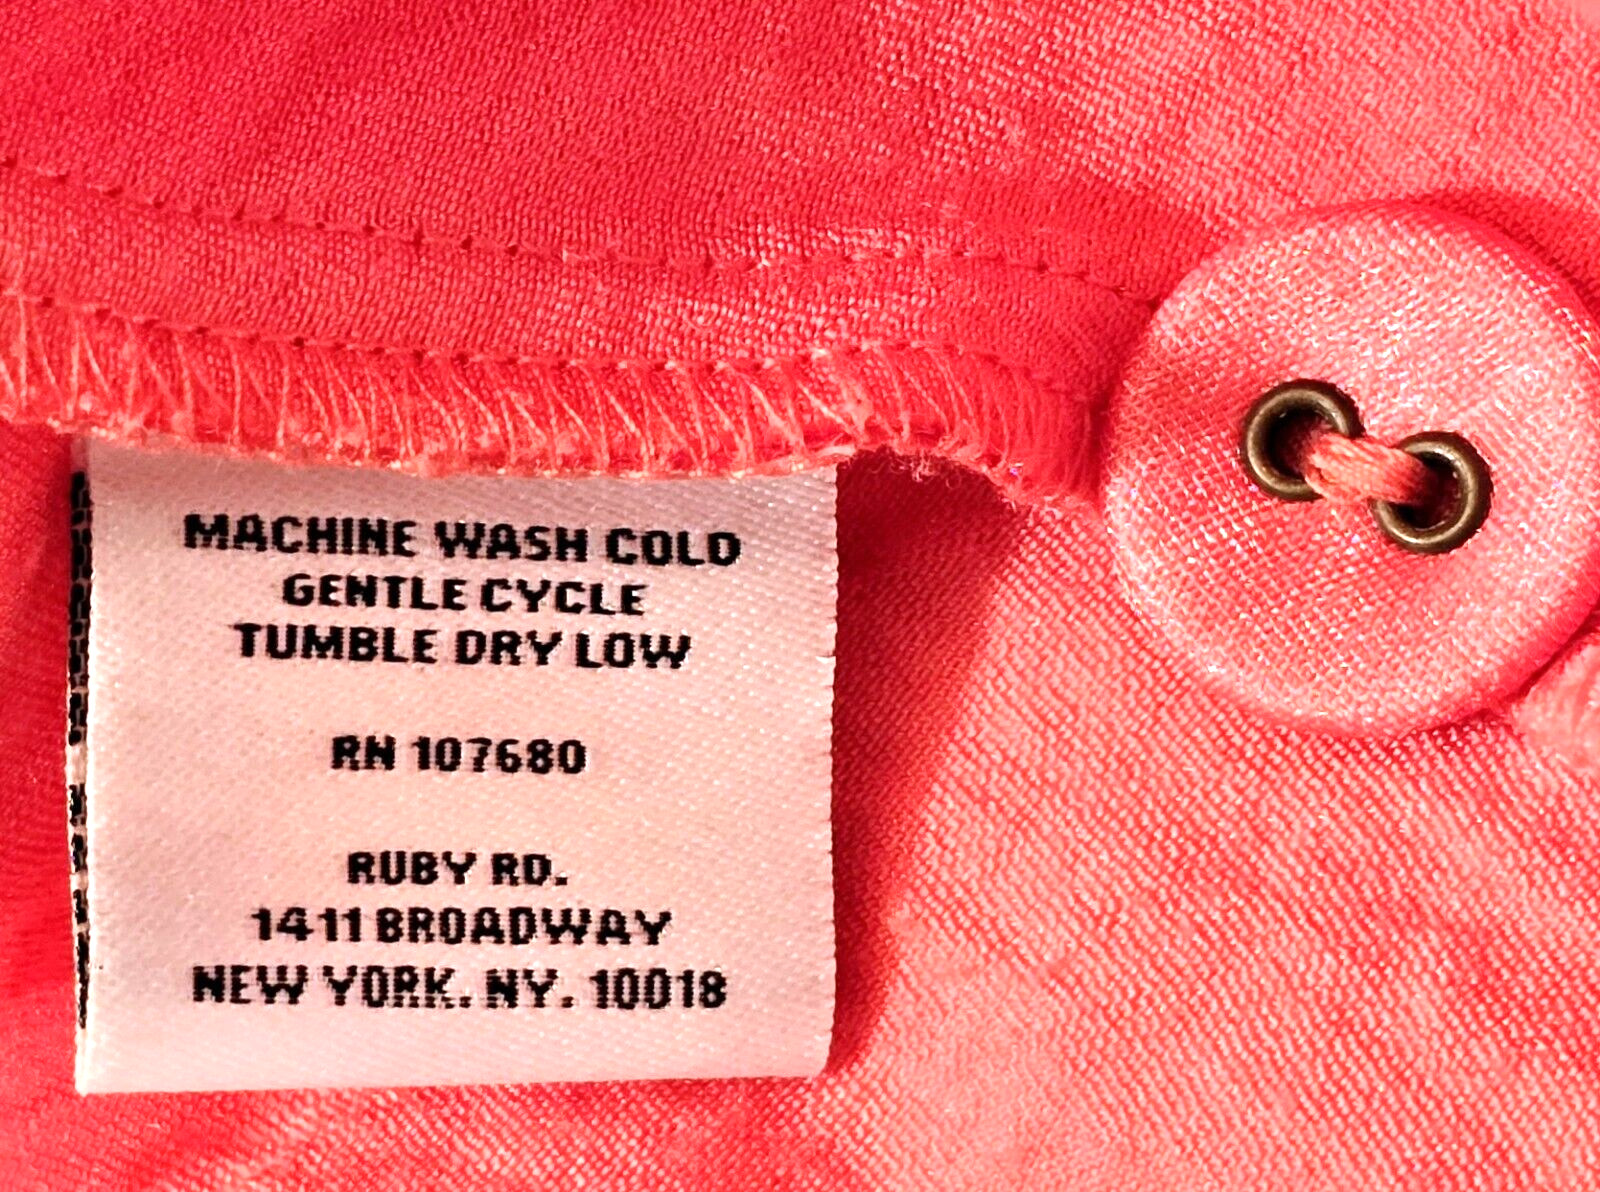 MACHINE WASH COLD
GENTLE CYCLE
TUMBLE DRY LOW
RN 107680
RUBY RD.
1411 BROADWAY
NEW YORK, NY. 10018